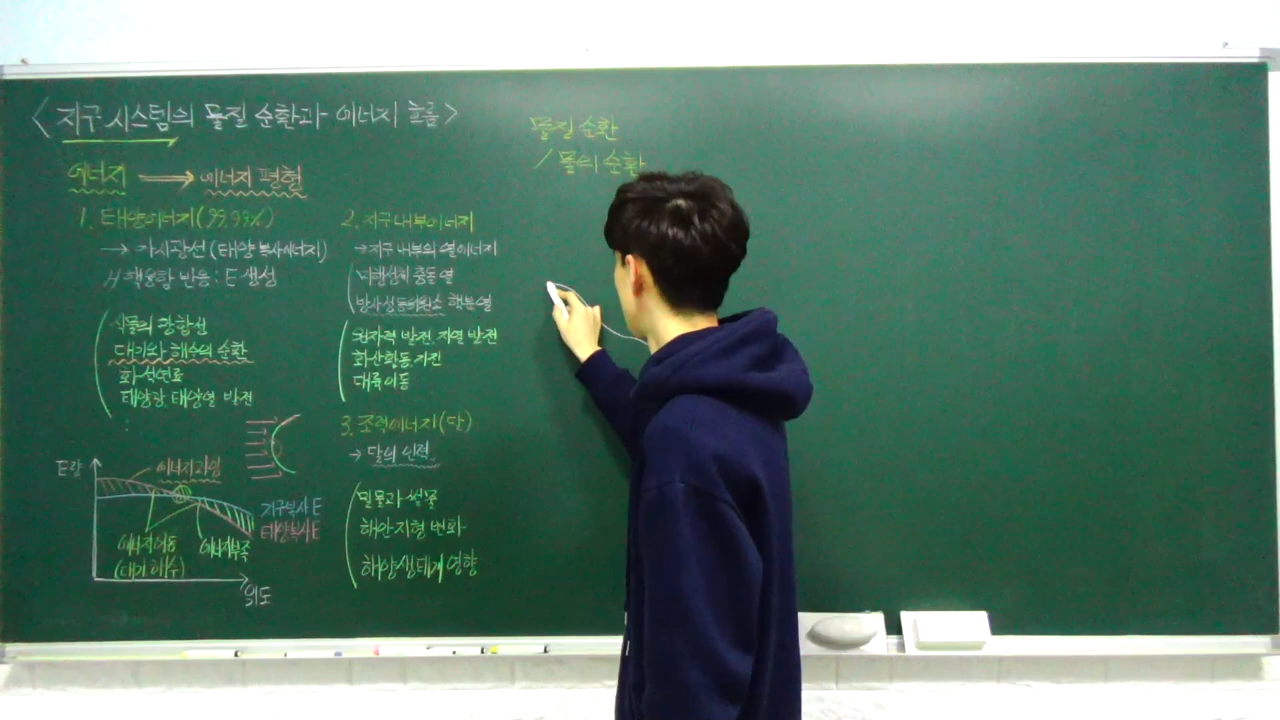 <지구시스템의 물질 순환과 에너지 흐름>
에너지 → 에너지 평형
1. 태양에너지(99.99%)
→ 가시광선(태양복사에너지)
H 핵융합 반응: E 생성
식물의 광합성
대기와 해수의 순환
화석연료
태양광, 태양열 발전
E량
에너지과잉
지구복사E
태양복사E
에너지이동
(대기 해수)
에너지부족
위도
2. 지구내부에너지
→ 지구 내부의 열에너지
미행성체 충돌 열
방사성동위원소 핵분열
원자력 발전, 지열 발전
화산활동, 지진
대륙이동
3. 조력에너지(달)
→ 달의 인력
밀물과 썰물
해안지형 변화
해양생태계 영향
물질 순환
/ 물의 순환